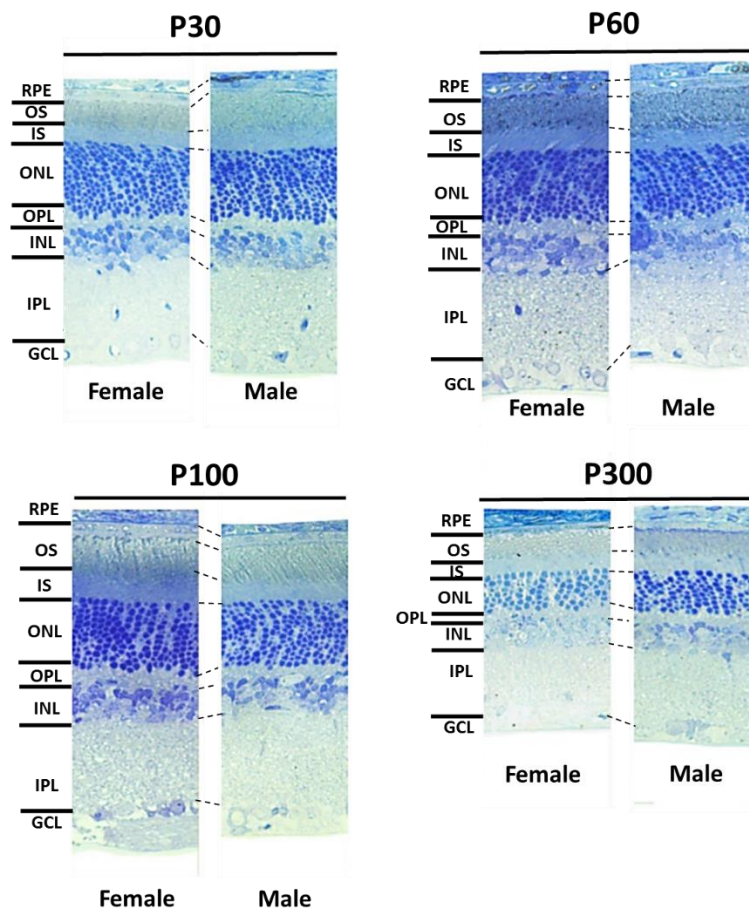 P30
RPE
OS
IS
ONL
OPL
INL
IPL
GCL
Female
Male
P60
RPE
OS
IS
ONL
OPL
INL
IPL
GCL
Female
Male
P100
RPE
OS
IS
ONL
OPL
INL
IPL
GCL
Female
Male
P300
RPE
OS
IS
ONL
OPL
INL
IPL
GCL
Female
Male